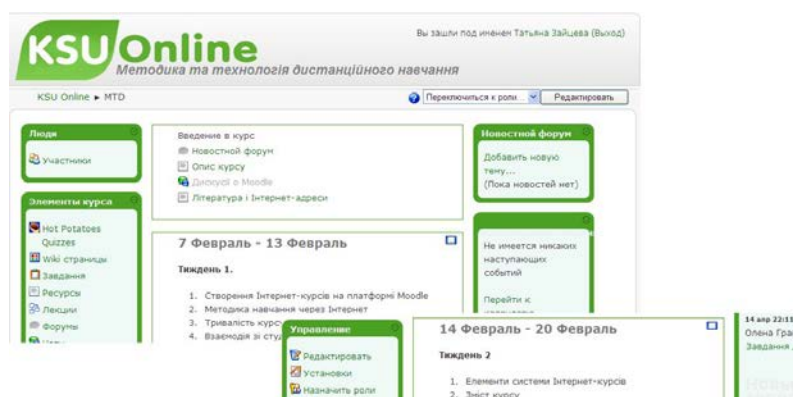 KSU Online
Вы зашли под именем Татьяна Зайцева (Выход)
Методика та технологія дистанційного навчання
KSU Online ► MTD
Переключиться к роли...
Редактировать
Люди
Участники
Элементы курса
Hot Potatoes
Quizzes
Wiki страницы
Завдання
Ресурсы
Лекции
Форумы
Введение в курс
Новостной форум
Опис курсу
Дискусії о Moodle
Література і Інтернет-адреси
7 Февраль - 13 Февраль
Тиждень 1.
1. Створення Інтернет-курсів на платформі Moodle
2. Методика навчання через Інтернет
3. Тривалість
4. Взаємодія зі
Новостной форум
Добавить новую
тему...
(Пока новостей нет)
Не имеется никаких
наступающих
событий
Перейти к
Управление
Редактировать
Установки
Назначить роли
14 Февраль - 20 Февраль
Тиждень 2
1. Елементи системи Інтернет-курсів
2. Зміст курсу
14 апр 22:11
Олена
Завдання